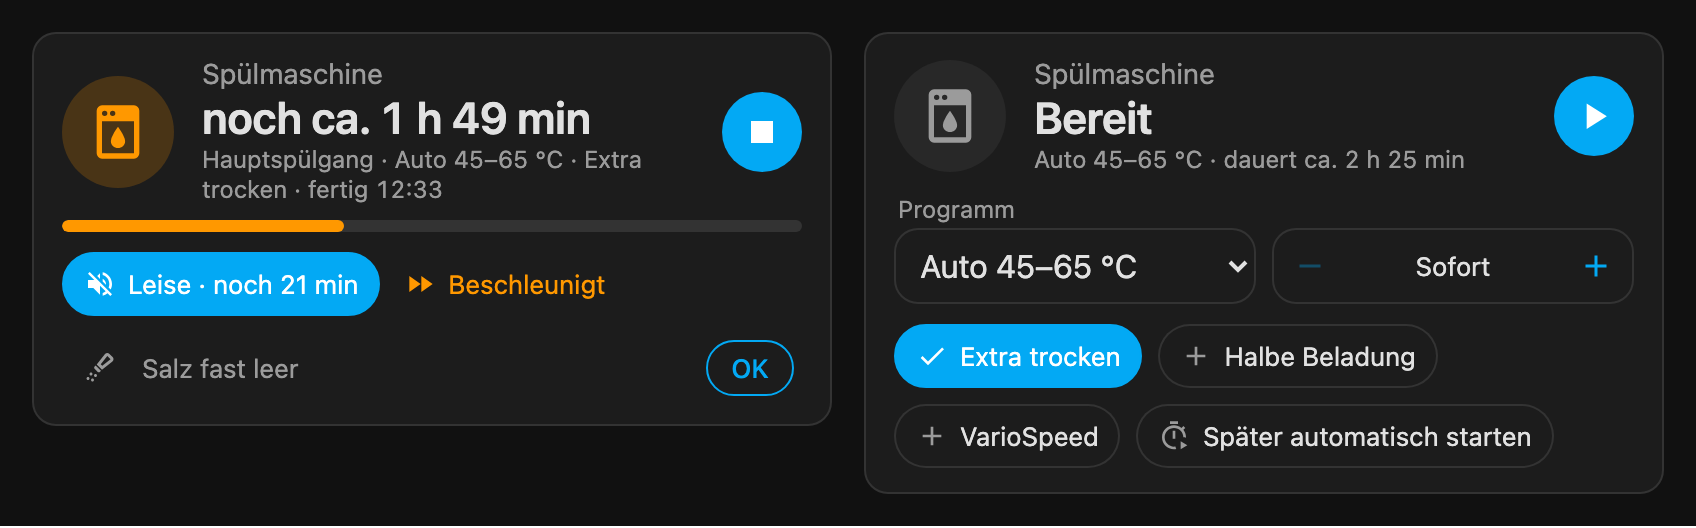 Spülmaschine
noch ca. 1 h 49 min
Hauptspülgang · Auto 45–65 °C · Extra
trocken · fertig 12:33
Leise · noch 21 min
Beschleunigt
Salz fast leer
OK
Spülmaschine
Bereit
Auto 45–65 °C · dauert ca. 2 h 25 min
Programm
Auto 45–65 °C
Sofort
Extra trocken
Halbe Beladung
VarioSpeed
Später automatisch starten